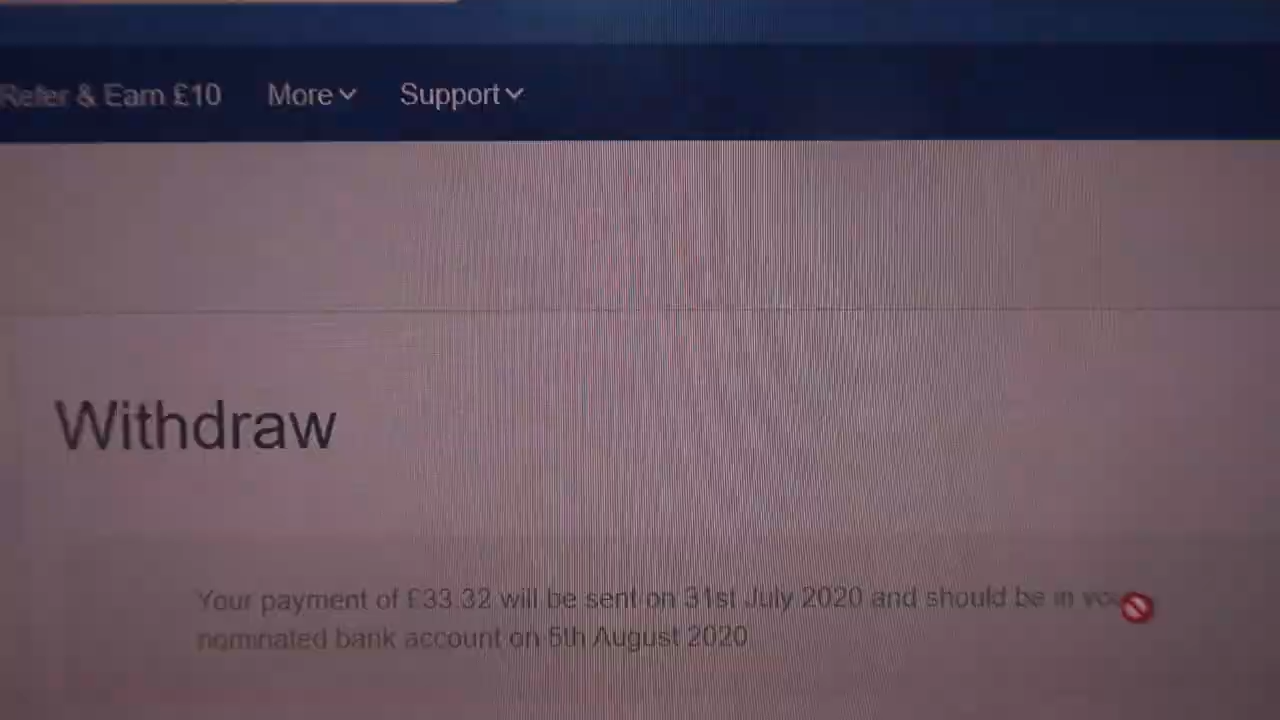 Refer & Earn £10 More Support
Withdraw
Your payment of £33.32 will be sent on 31st July 2020 and should be in
nominated bank account on 5th August 2020